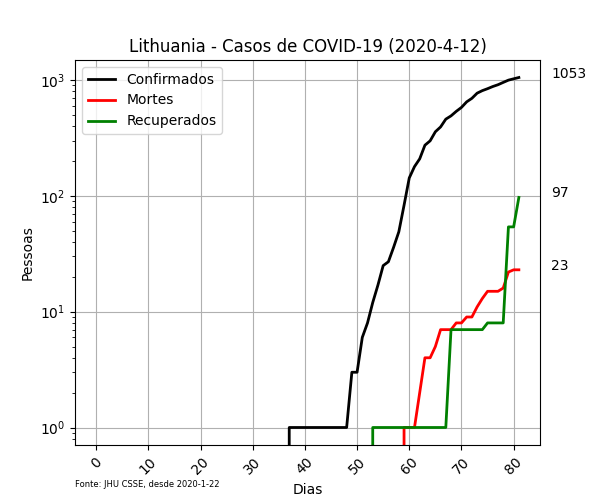 Lithuania - Casos de COVID-19 (2020-4-12)
Confirmados
Mortes
Recuperados
10³
10²
10¹
10⁰
Pessoas
1053
97
23
0 10 20 30 40 50 60 70 80
Dias
Fonte: JHU CSSE, desde 2020-1-22